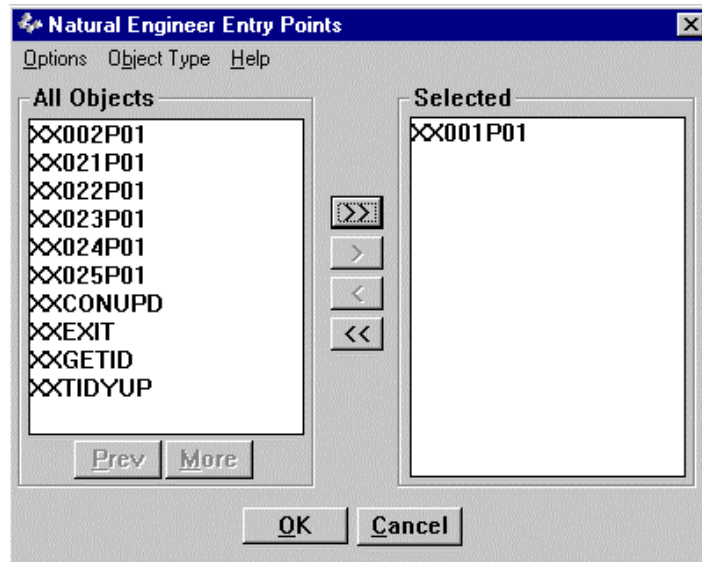 Natural Engineer Entry Points
Options Object Type Help
All Objects
XX002P01
XX021P01
XX022P01
XX023P01
XX024P01
XX025P01
XXCONUPD
XXEXIT
XXGETID
XXTIDYUP
Prev More
>>
>
<
<<
Selected
XX001P01
OK Cancel